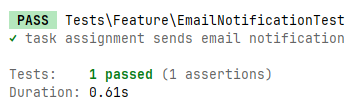 PASS Tests\Feature\EmailNotificationTest
✓ task assignment sends email notification
Tests: 1 passed (1 assertions)
Duration: 0.61s